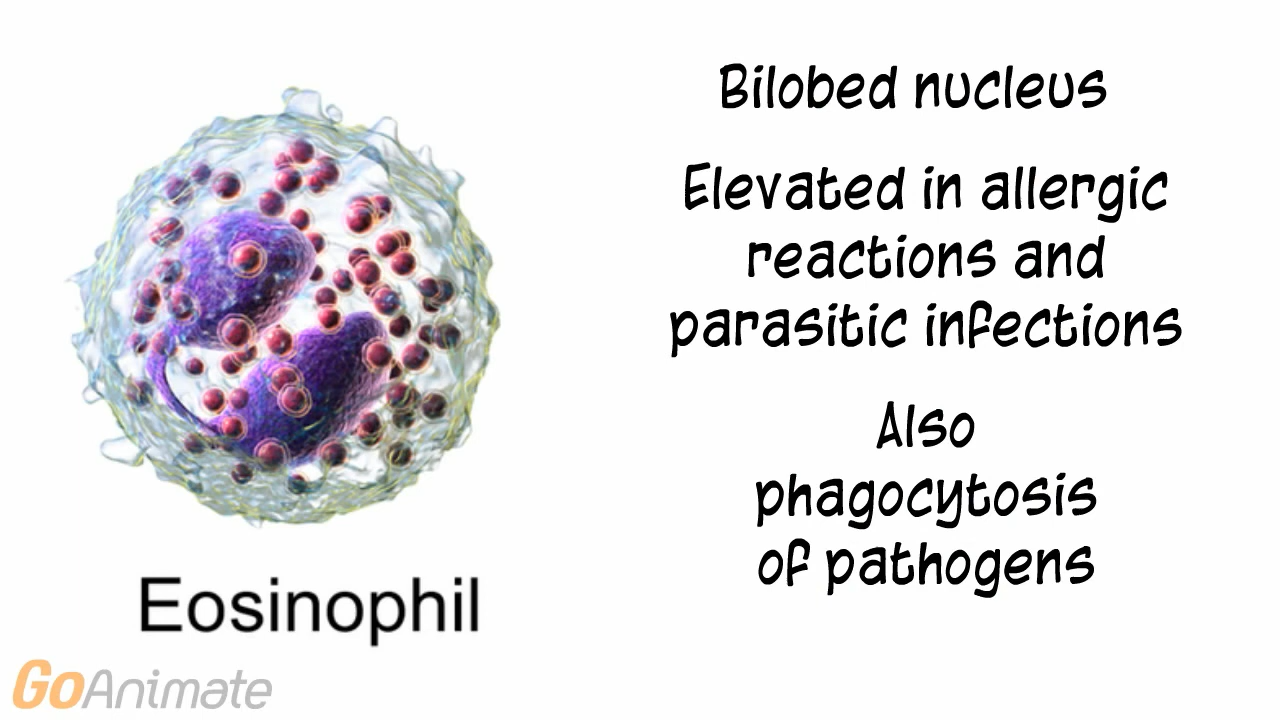 Bilobed nucleus
Elevated in allergic
reactions and
parasitic infections
Also
phagocytosis
of pathogens
Eosinophil
GoAnimate